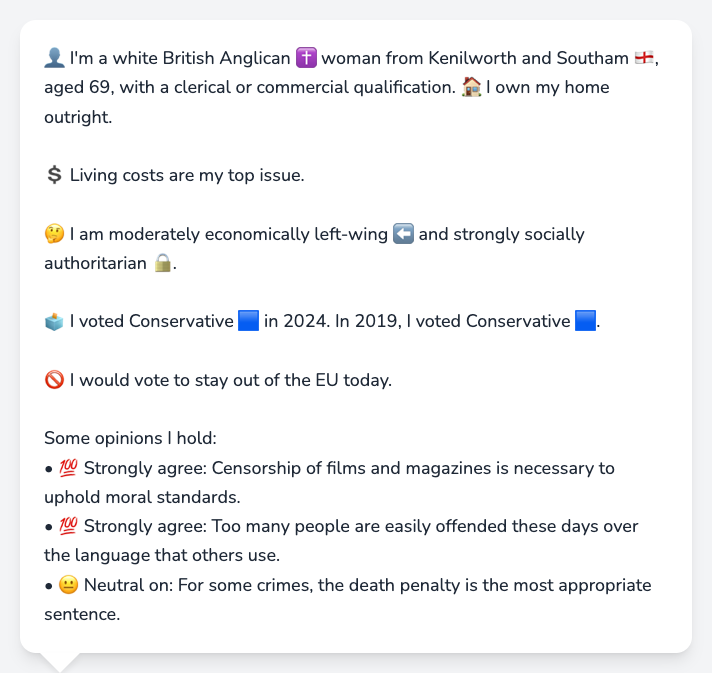 👤 I'm a white British Anglican ✝️ woman from Kenilworth and Southam 🏴󠁧󠁢󠁥󠁮󠁧󠁿,
aged 69, with a clerical or commercial qualification. 🏠 I own my home
outright.
💲 Living costs are my top issue.
🤔 I am moderately economically left-wing ⬅️ and strongly socially
authoritarian 🔒.
🗳️ I voted Conservative 🟦 in 2024. In 2019, I voted Conservative 🟦.
🚫 I would vote to stay out of the EU today.
Some opinions I hold:
• 💯 Strongly agree: Censorship of films and magazines is necessary to
uphold moral standards.
• 💯 Strongly agree: Too many people are easily offended these days over
the language that others use.
• 😐 Neutral on: For some crimes, the death penalty is the most appropriate
sentence.